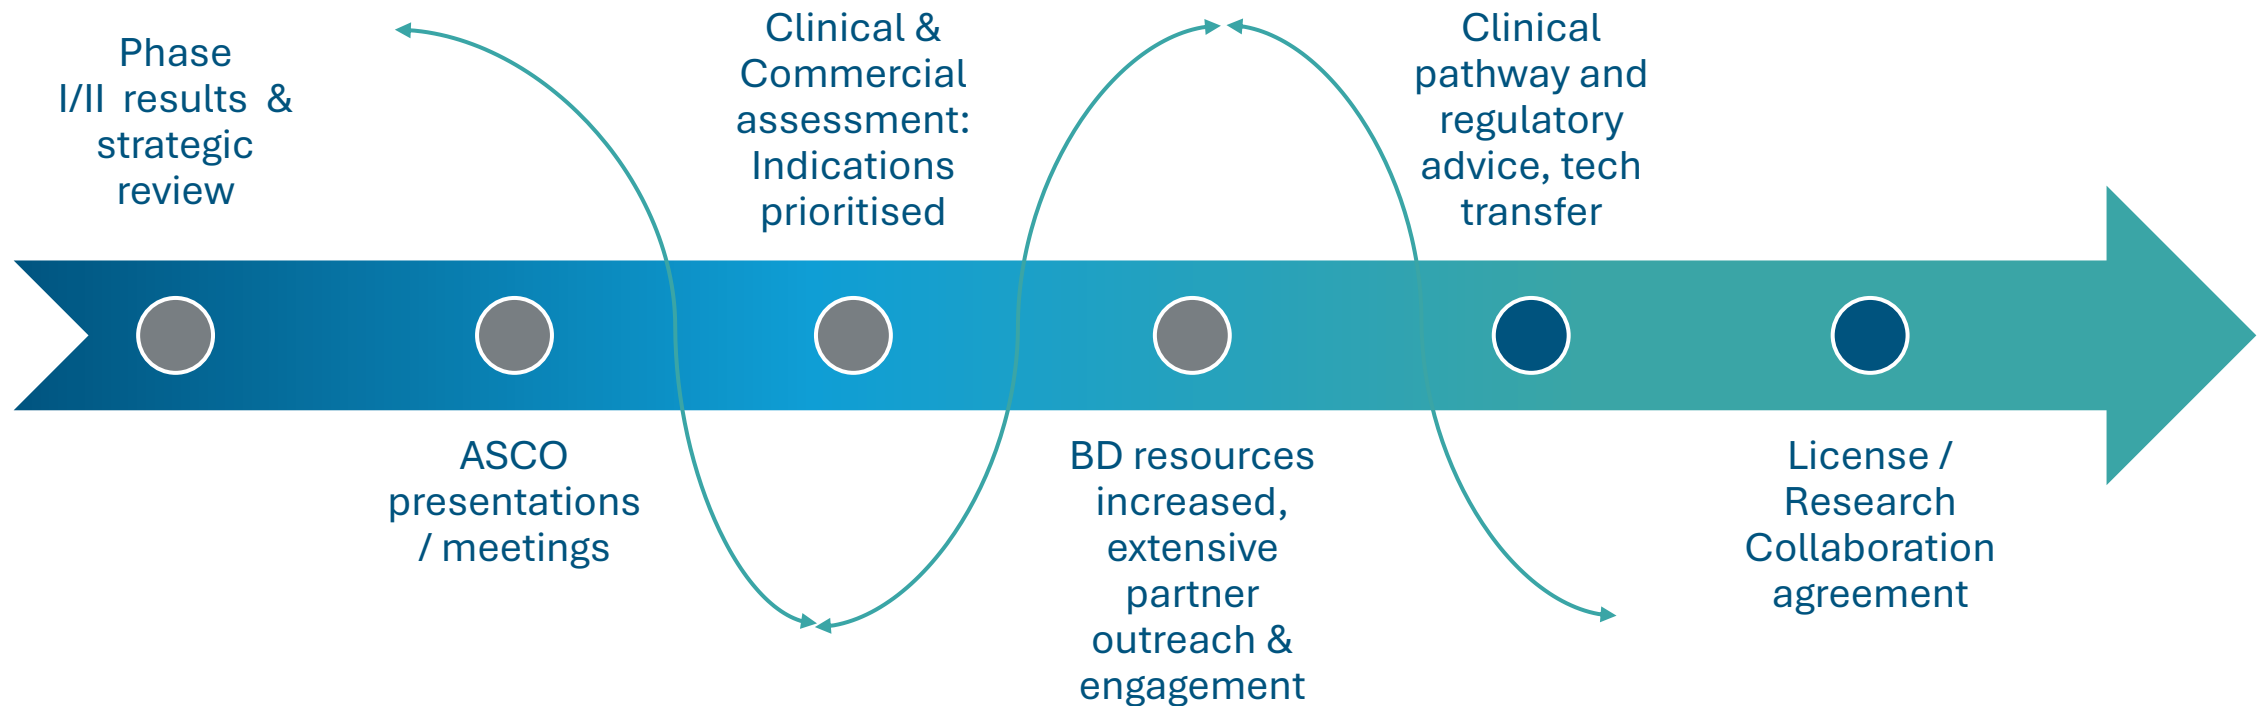 Phase
I/II results &
strategic
review
ASCO
presentations
/ meetings
Clinical &
Commercial
assessment:
Indications
prioritised
BD resources
increased,
extensive
partner
outreach &
engagement
Clinical
pathway and
regulatory
advice, tech
transfer
License /
Research
Collaboration
agreement